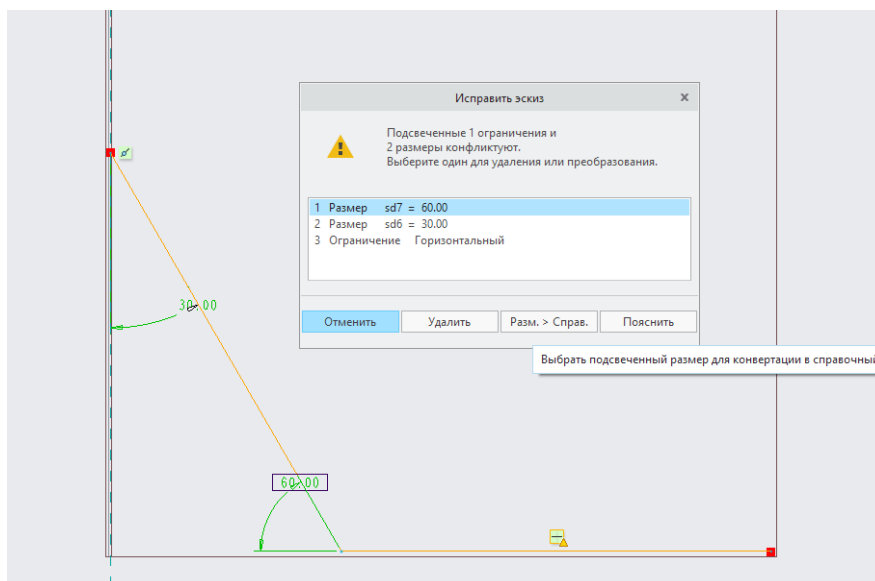 Исправить эскиз
Подсвеченные 1 ограничения и
2 размеры конфликтуют.
Выберите один для удаления или преобразования.
1 Размер sd7 = 60.00
2 Размер sd6 = 30.00
3 Ограничение Горизонтальный
30.00
Отменить Удалить Разм. > Справ. Пояснить
Выбрать подсвеченный размер для конвертации в справочный
60.00